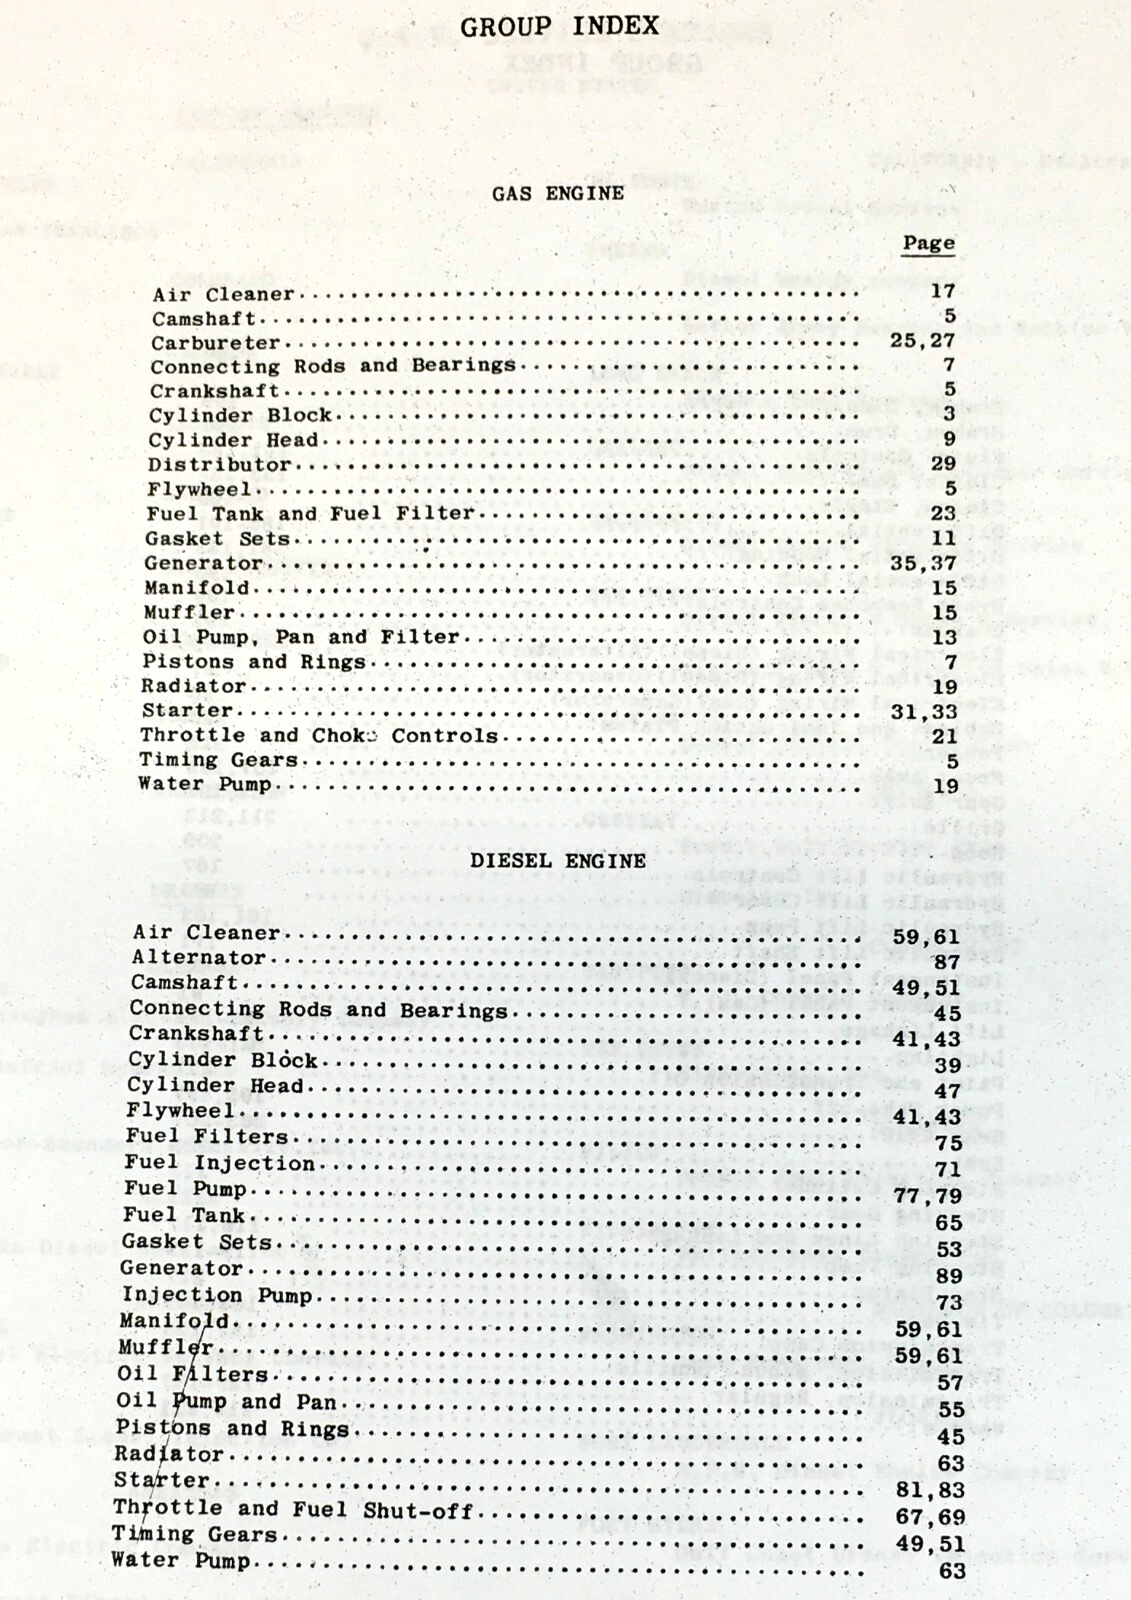 GROUP INDEX
GAS ENGINE
Page
Air Cleaner 17
Camshaft 5
Carbureter 25,27
Connecting Rods and Bearings 7
Crankshaft 5
Cylinder Block 3
Cylinder Head 9
Distributor 29
Flywheel 5
Fuel Tank and Fuel Filter 23
Gasket Sets 11
Generator 35,37
Manifold 15
Muffler 15
Oil Pump, Pan and Filter 13
Pistons and Rings 7
Radiator 19
Starter 31,33
Throttle and Choke Controls 21
Timing Gears 5
Water Pump 19
DIESEL ENGINE
Air Cleaner 59,61
Alternator 87
Camshaft 49,51
Connecting Rods and Bearings 45
Crankshaft 41,43
Cylinder Block 39
Cylinder Head 47
Flywheel 41,43
Fuel Filters 75
Fuel Injection 71
Fuel Pump 77,79
Fuel Tank 65
Gasket Sets 53
Generator 89
Injection Pump 73
Manifold 59,61
Muffler 59,61
Oil Filters 57
Oil Pump and Pan 55
Pistons and Rings 45
Radiator 63
Starter 81,83
Throttle and Fuel Shut-off 67,69
Timing Gears 49,51
Water Pump 63